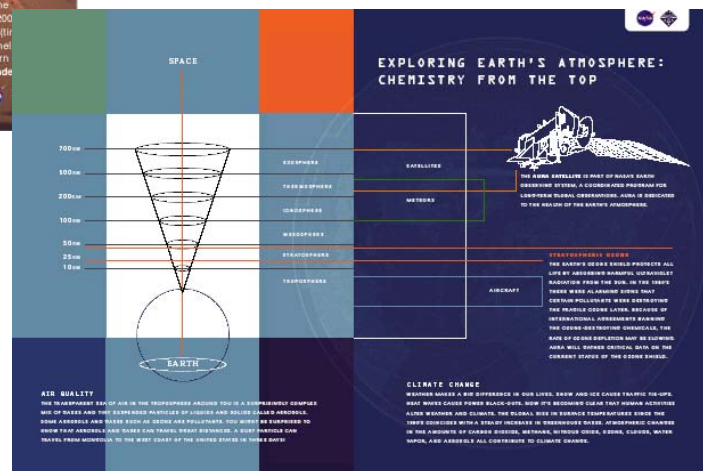 NASA
SPACE
EXPLORING EARTH'S ATMOSPHERE:
CHEMISTRY FROM THE TOP
700KM
500KM
200KM
100KM
50KM
25KM
10KM
EXOSPHERE
THERMOSPHERE
IONOSPHERE
MESOSPHERE
STRATOSPHERE
TROPOSPHERE
SATELLITES
METEORS
AIRCRAFT
EARTH
THE AURA SATELLITE IS PART OF NASA'S EARTH
OBSERVING SYSTEM, A COORDINATED PROGRAM FOR
LONG-TERM GLOBAL OBSERVATIONS. AURA IS DEDICATED
TO THE HEALTH OF THE EARTH'S ATMOSPHERE.
STRATOSPHERIC OZONE
THE EARTH'S OZONE SHIELD PROTECTS ALL
LIFE BY ABSORBING HARMFUL ULTRAVIOLET
RADIATION FROM THE SUN. IN THE 1980'S
THERE WERE ALARMING SIGNS THAT
CERTAIN POLLUTANTS WERE DESTROYING
THE FRAGILE OZONE LAYER. BECAUSE OF
INTERNATIONAL AGREEMENTS BANNING
THE OZONE-DESTROYING CHEMICALS, THE
RATE OF OZONE DEPLETION MAY BE SLOWING.
AURA WILL GATHER CRITICAL DATA ON THE
CURRENT STATUS OF THE OZONE SHIELD.
AIR QUALITY
THE TRANSPARENT SEA OF AIR IN THE TROPOSPHERE AROUND YOU IS A SURPRISINGLY COMPLEX
MIX OF GASES AND TINY SUSPENDED PARTICLES OF LIQUIDS AND SOLIDS CALLED AEROSOLS.
SOME AEROSOLS AND GASES SUCH AS OZONE ARE POLLUTANTS. YOU MIGHT BE SURPRISED TO
KNOW THAT AEROSOLS AND GASES CAN TRAVEL GREAT DISTANCES. A DUST PARTICLE CAN
TRAVEL FROM MONGOLIA TO THE WEST COAST OF THE UNITED STATES IN THREE DAYS!
CLIMATE CHANGE
WEATHER MAKES A BIG DIFFERENCE IN OUR LIVES. SNOW AND ICE CAUSE TRAFFIC TIE-UPS.
HEAT WAVES CAUSE POWER BLACK-OUTS. NOW IT'S BECOMING CLEAR THAT HUMAN ACTIVITIES
ALTER WEATHER AND CLIMATE. THE GLOBAL RISE IN SURFACE TEMPERATURES SINCE THE
1980'S COINCIDES WITH A STEADY INCREASE IN GREENHOUSE GASES. ATMOSPHERIC CHANGES
IN THE AMOUNTS OF CARBON DIOXIDE, METHANE, NITROUS OXIDE, OZONE, CLOUDS, WATER
VAPOR, AND AEROSOLS ALL CONTRIBUTE TO CLIMATE CHANGE.